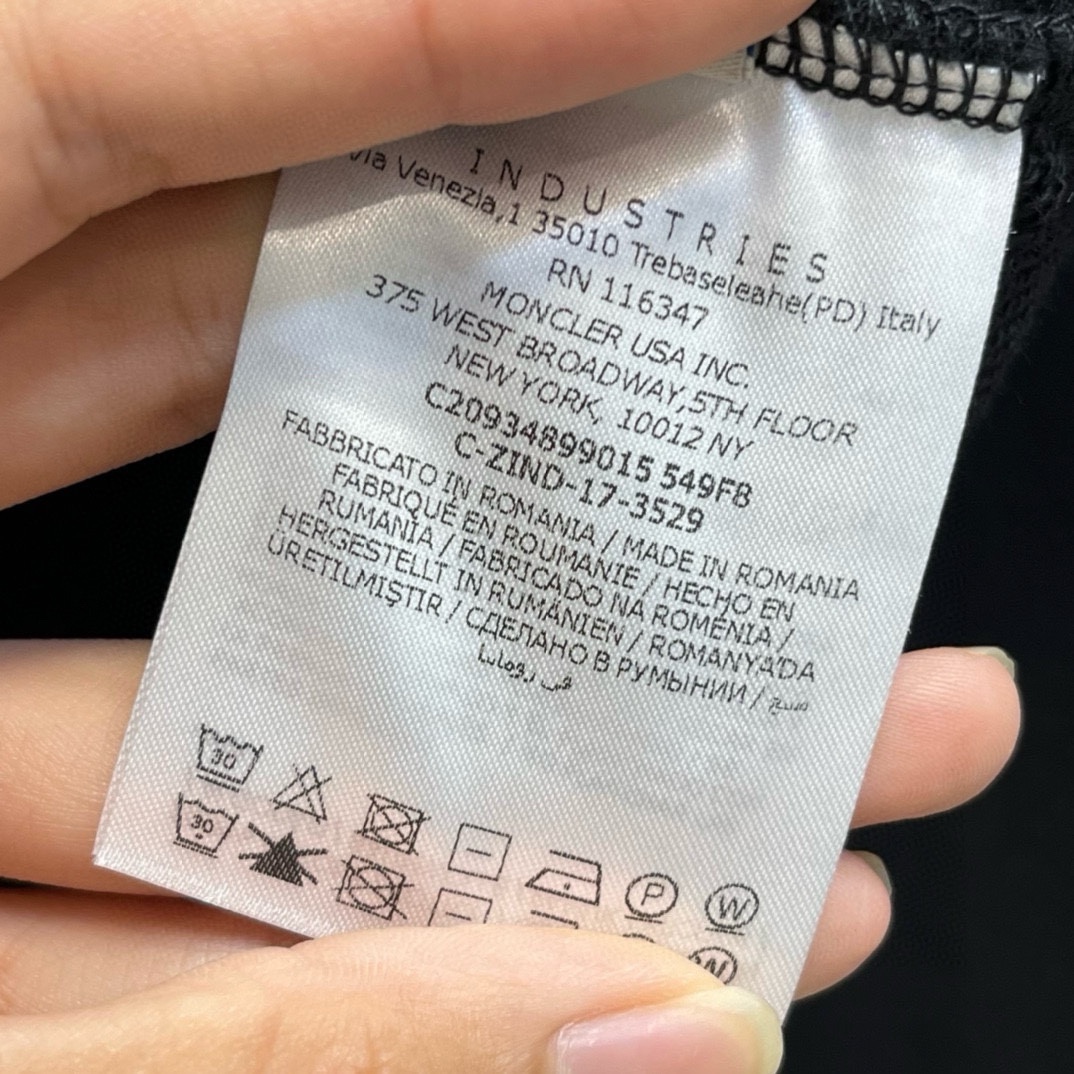 INDUSTRIES
Via Venezia,1 35010 Trebaseleahe(PD) Italy
RN 116347
MONCLER USA INC.
375 WEST BROADWAY,5TH FLOOR
NEW YORK, 10012 NY
C20934899015 549F8
C-ZIND-17-3529
FABBRICATO IN ROMANIA / MADE IN ROMANIA
FABRIQUÉ EN ROUMANIE / HECHO EN
RUMANÍA / FABRICADO NA ROMÉNIA /
HERGESTELLT IN RUMÄNIEN / ROMANYA'DA
ÜRETILMIŞTIR / СДЕЛАНО В РУМЫНИИ /
30
P
W
30
W